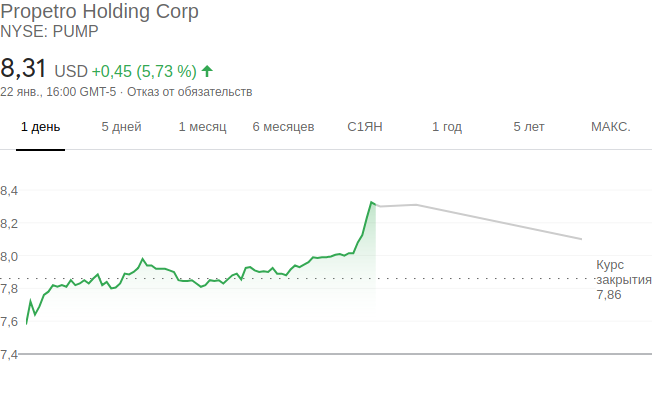 Propetro Holding Corp
NYSE: PUMP
8,31 USD +0,45 (5,73 %)
22 янв., 16:00 GMT-5 · Отказ от обязательств
1 день 5 дней 1 месяц 6 месяцев С1ЯН 1 год 5 лет МАКС.
8,4
8,2
8,0
Курс
закрытия
7,86
7,8
7,6
7,4